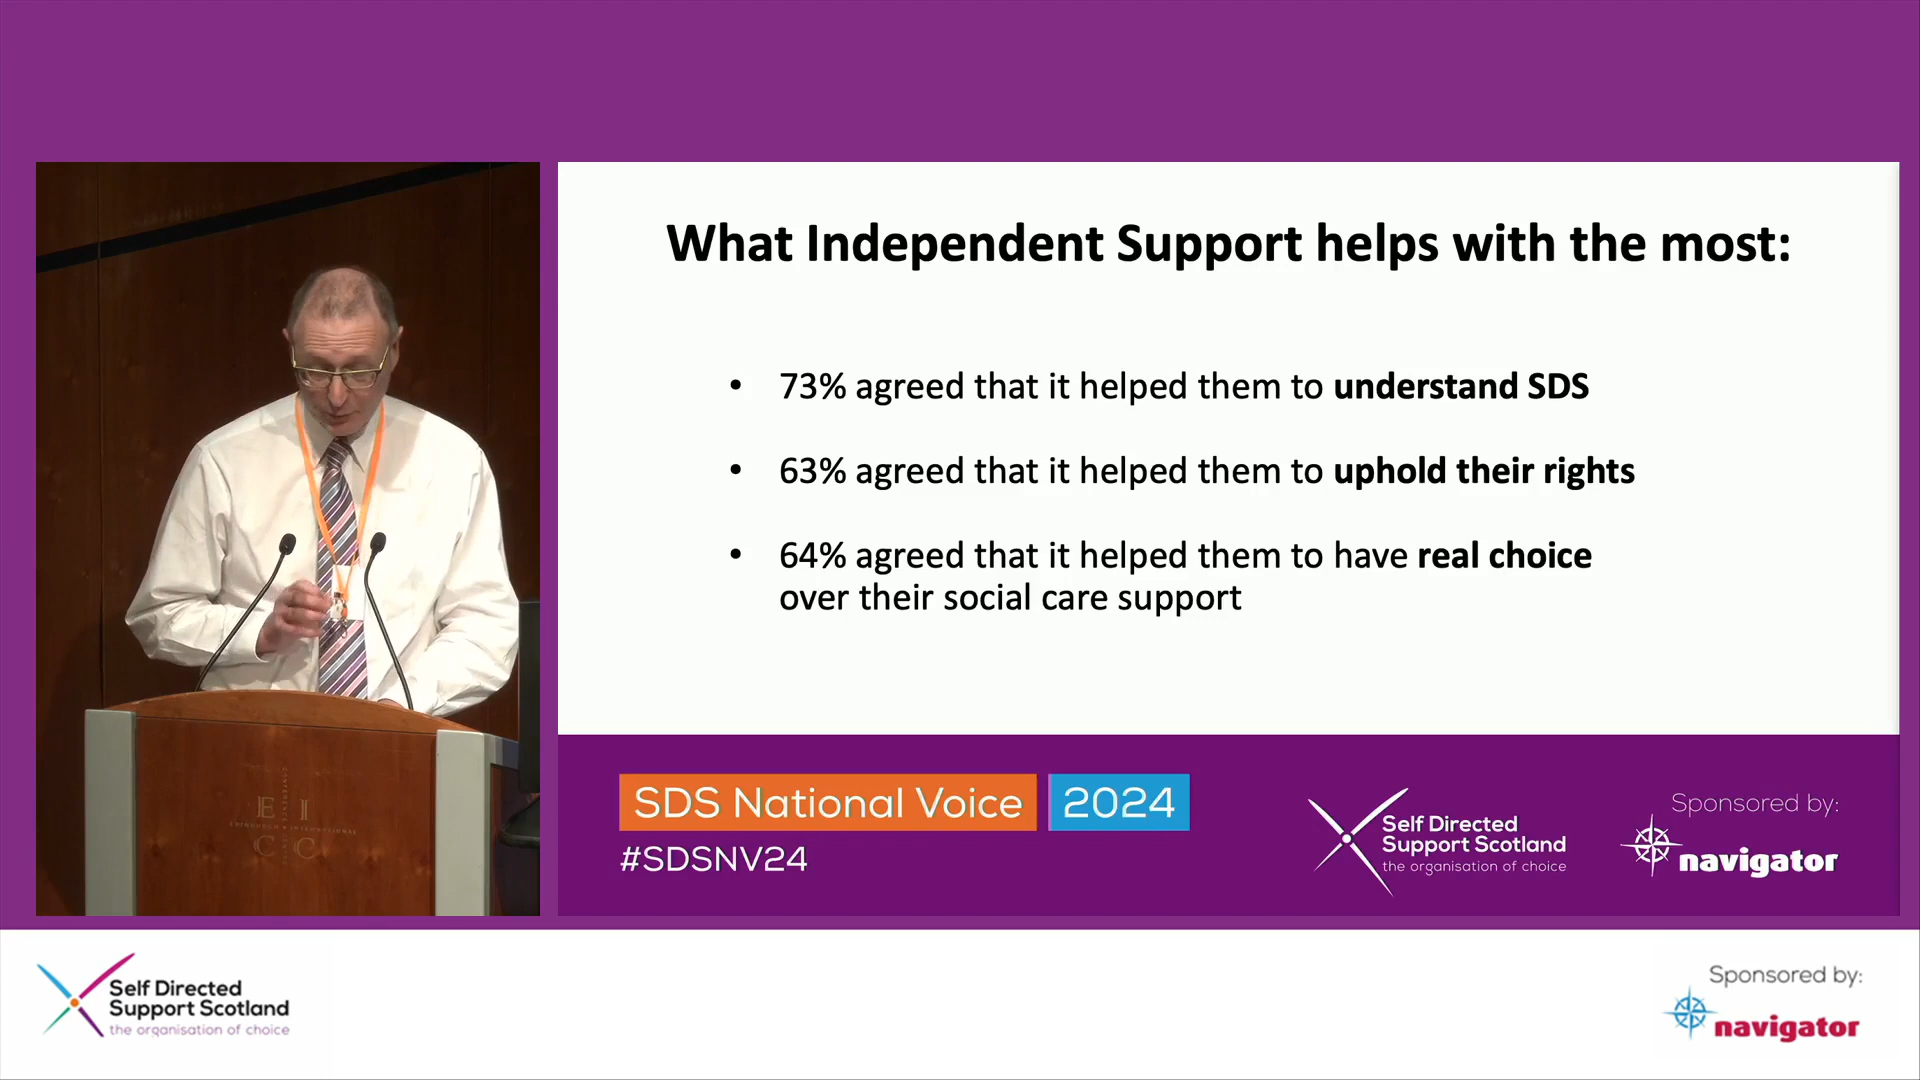 What Independent Support helps with the most:
• 73% agreed that it helped them to understand SDS
• 63% agreed that it helped them to uphold their rights
• 64% agreed that it helped them to have real choice
over their social care support
E I
EDINBURGH INTERNATIONAL
C C
SDS National Voice 2024
#SDSNV24
Self Directed
Support Scotland
the organisation of choice
Sponsored by:
navigator
Self Directed
Support Scotland
the organisation of choice
Sponsored by:
navigator